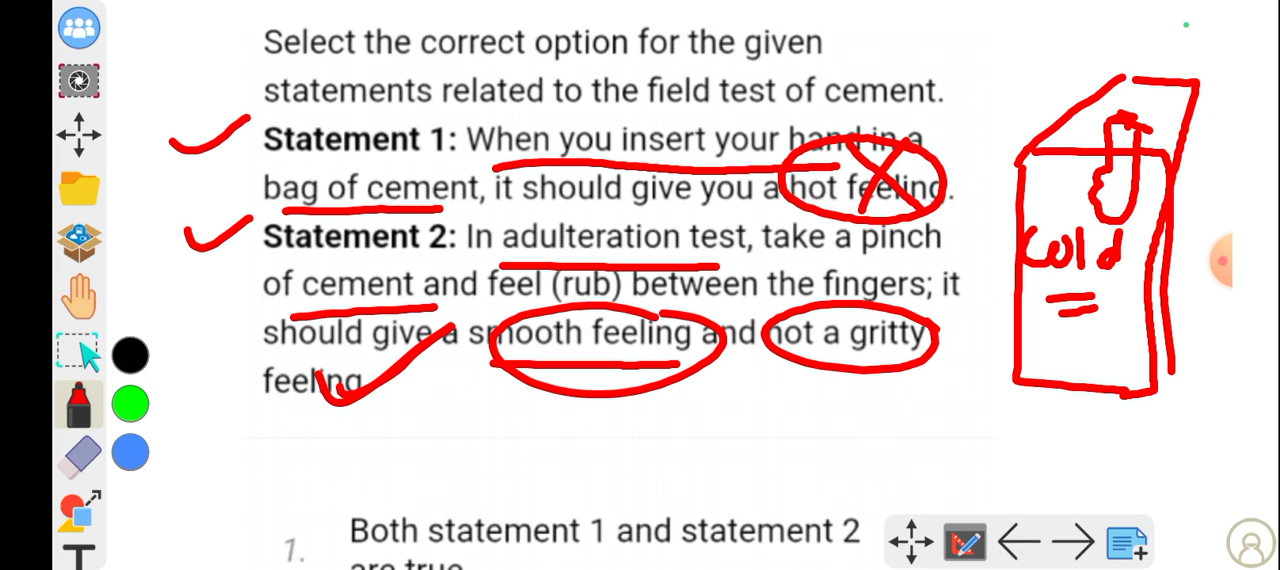 Select the correct option for the given
statements related to the field test of cement.
Statement 1: When you insert your hand in a
bag of cement, it should give you a hot feeling.
Statement 2: In adulteration test, take a pinch
of cement and feel (rub) between the fingers; it
should give a smooth feeling and not a gritty
feeling
Cold
1. Both statement 1 and statement 2
are true
T